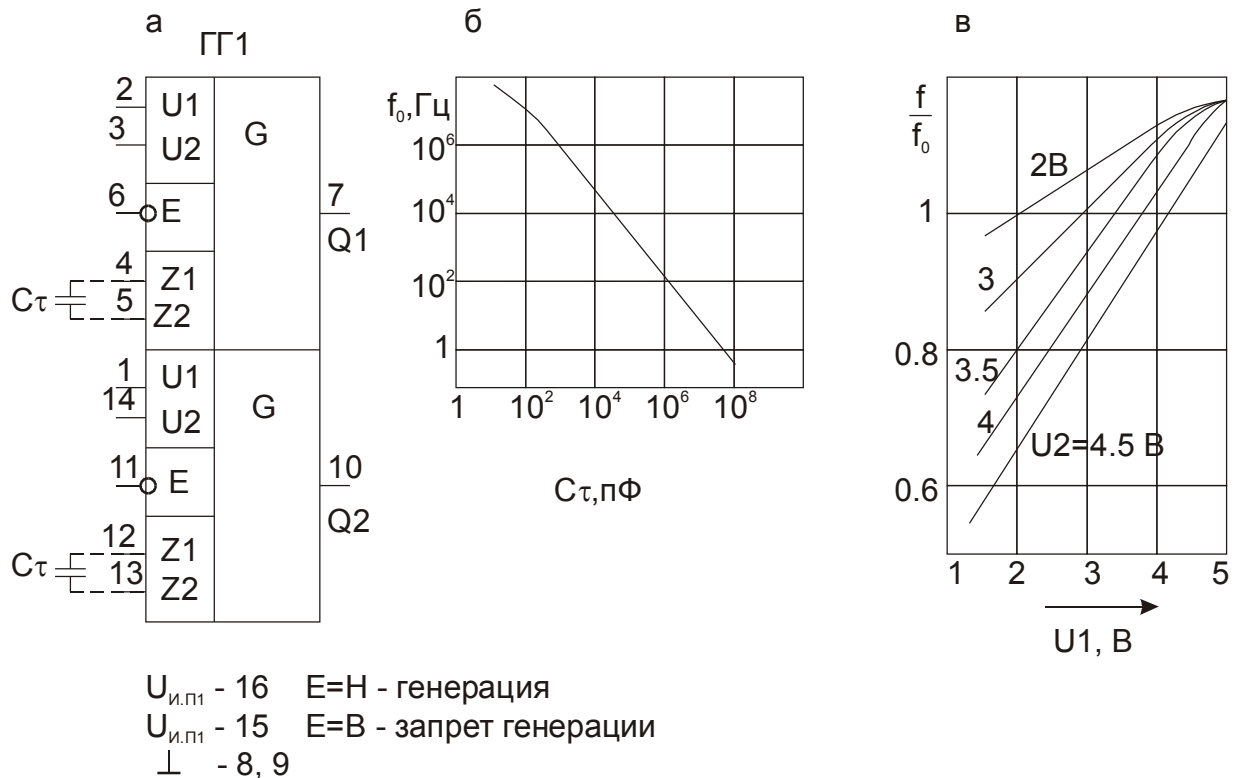 а
ГГ1
2
U1
3
U2
G
6
E
7
Q1
4
Z1
Cτ
5
Z2
1
U1
14
U2
G
11
E
10
Q2
12
Z1
Cτ
13
Z2
U И.П1 - 16 E=Н - генерация
U И.П1 - 15 E=В - запрет генерации
⊥ - 8, 9
б
f₀,Гц
10⁶
10⁴
10²
1
1 10² 10⁴ 10⁶ 10⁸
Cτ,пФ
в
f
f₀
2В
1
3
0.8
3.5
4
U2=4.5 В
0.6
1 2 3 4 5
U1, В